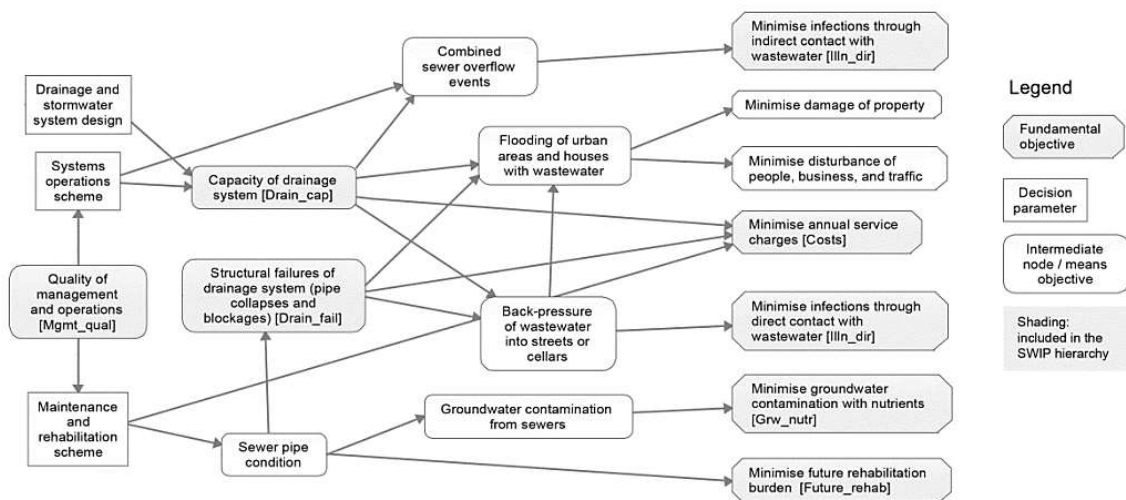 Drainage and
stormwater
system design
Systems
operations
scheme
Quality of
management
and operations
[Mgmt_qual]
Maintenance
and
rehabilitation
scheme
Capacity of drainage
system [Drain_cap]
Structural failures of
drainage system (pipe
collapses and
blockages) [Drain_fail]
Sewer pipe
condition
Combined
sewer overflow
events
Flooding of urban
areas and houses
with wastewater
Back-pressure
of wastewater
into streets or
cellars
Groundwater contamination
from sewers
Minimise infections through
indirect contact with
wastewater [Illn_dir]
Minimise damage of property
Minimise disturbance of
people, business, and traffic
Minimise annual service
charges [Costs]
Minimise infections through
direct contact with
wastewater [Illn_dir]
Minimise groundwater
contamination with nutrients
[Grw_nutr]
Minimise future rehabilitation
burden [Future_rehab]
Legend
Fundamental
objective
Decision
parameter
Intermediate
node / means
objective
Shading:
included in the
SWIP hierarchy